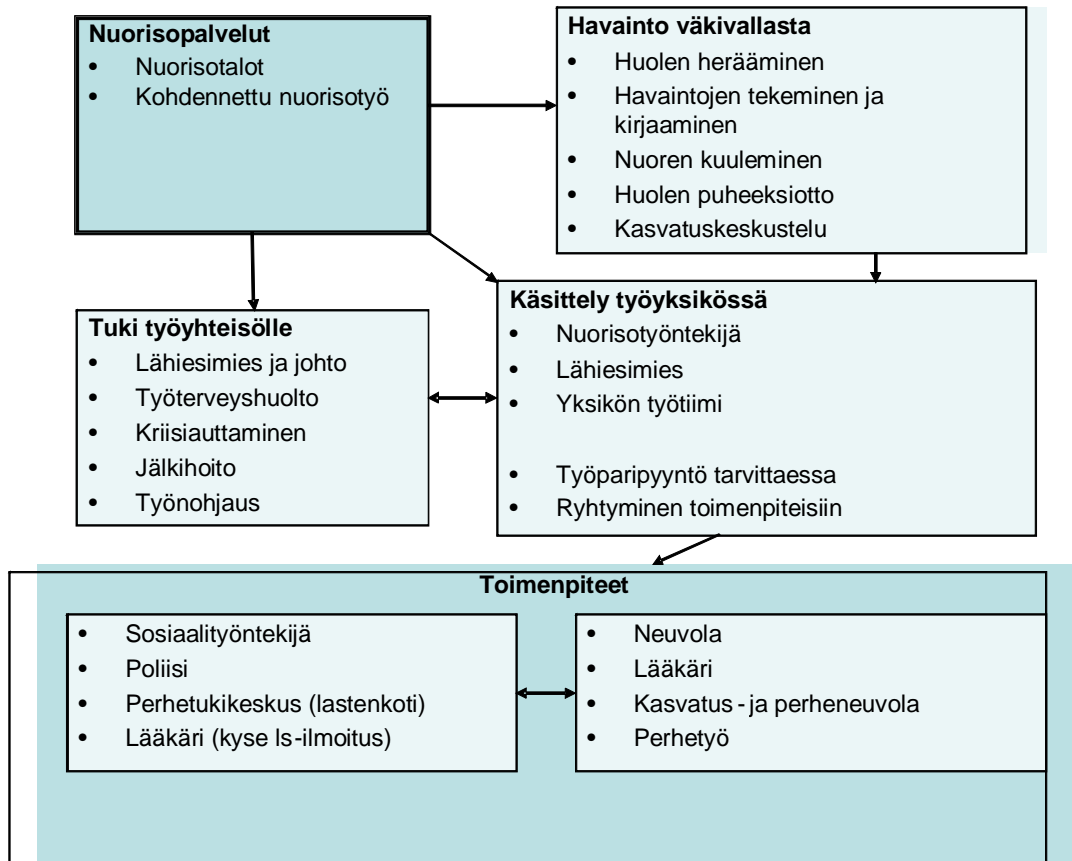 Nuorisopalvelut
• Nuorisotalot
• Kohdennettu nuorisotyö
Havainto väkivallasta
• Huolen herääminen
• Havaintojen tekeminen ja
kirjaaminen
• Nuoren kuuleminen
• Huolen puheeksiotto
• Kasvatuskeskustelu
Tuki työyhteisölle
• Lähiesimies ja johto
• Työterveyshuolto
• Kriisiauttaminen
• Jälkihoito
• Työnohjaus
Käsittely työyksikössä
• Nuorisotyöntekijä
• Lähiesimies
• Yksikön työtiimi
• Työparipyyntö tarvittaessa
• Ryhtyminen toimenpiteisiin
Toimenpiteet
• Sosiaalityöntekijä
• Poliisi
• Perhetukikeskus (lastenkoti)
• Lääkäri (kyse ls-ilmoitus)
• Neuvola
• Lääkäri
• Kasvatus - ja perheneuvola
• Perhetyö